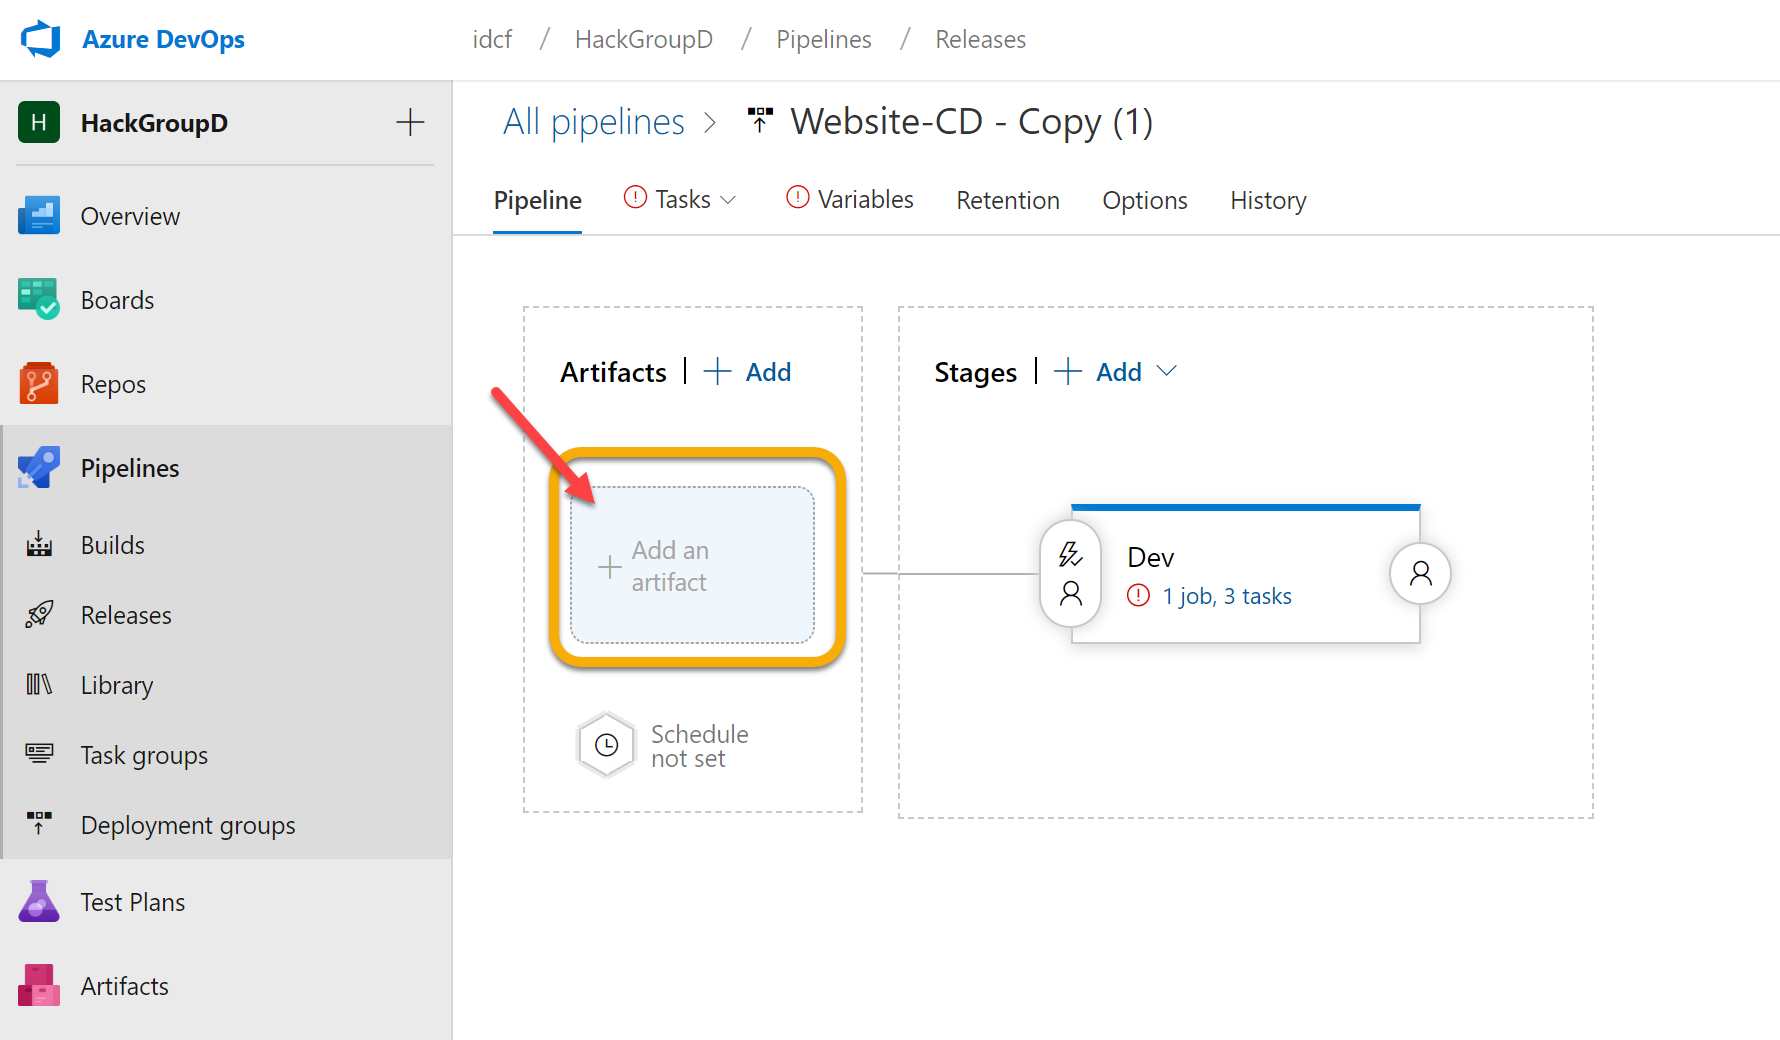 Azure DevOps
idcf / HackGroupD / Pipelines / Releases
H HackGroupD
Overview
Boards
Repos
Pipelines
Builds
Releases
Library
Task groups
Deployment groups
Test Plans
Artifacts
All pipelines > Website-CD - Copy (1)
Pipeline Tasks Variables Retention Options History
Artifacts | + Add
Add an
artifact
Schedule
not set
Stages | + Add
Dev
1 job, 3 tasks